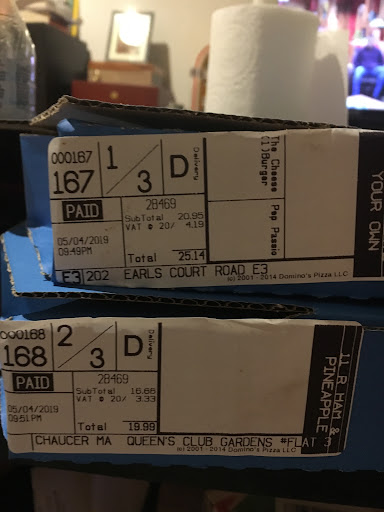 000167
167
1/3
D
Delivery
The Cheese
(1)Burger
Pep Passio
YOUR OWN
PAID
28469
SubTotal 20.95
VAT @ 20/ 4.19
05/04/2019
09:49PM
Total 25.14
E3 202 EARLS COURT ROAD E3
(c) 2001-2014 Domino's Pizza LLC
000168
168
2/3
D
Delivery
11 R HAM &
PINEAPPLE
PAID
28469
SubTotal 16.66
VAT @ 20/ 3.33
05/04/2019
09:51PM
Total 19.99
CHAUCER MA QUEEN'S CLUB GARDENS #FLAT 3
(c) 2001-2014 Domino's Pizza LLC